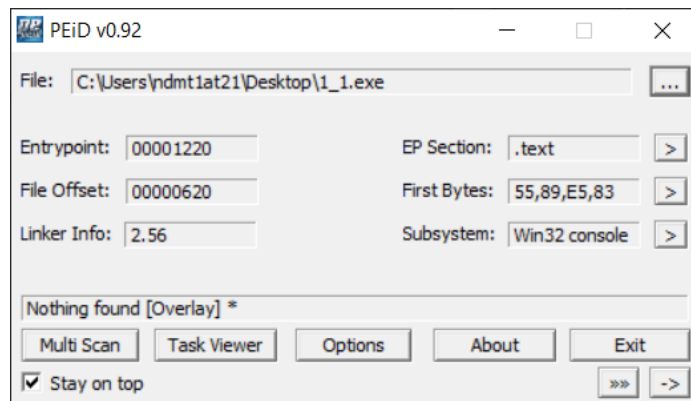 PEiD v0.92
File: C:\Users\ndmt1at21\Desktop\1_1.exe ...
Entrypoint: 00001220 EP Section: .text >
File Offset: 00000620 First Bytes: 55,89,E5,83 >
Linker Info: 2.56 Subsystem: Win32 console >
Nothing found [Overlay] *
Multi Scan Task Viewer Options About Exit
Stay on top »» ->